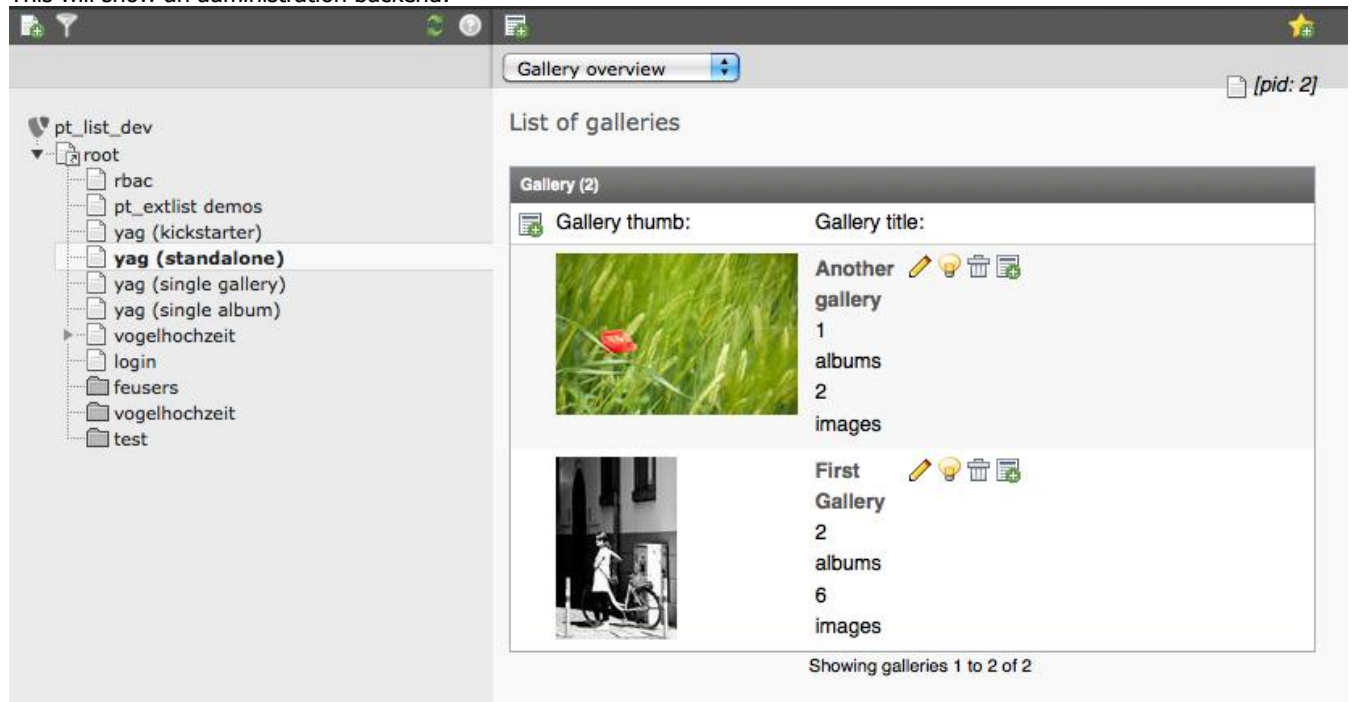 This will show an administration backend:
Gallery overview
[pid: 2]
pt_list_dev
root
rbac
pt_extlist demos
yag (kickstarter)
yag (standalone)
yag (single gallery)
yag (single album)
vogelhochzeit
login
feusers
vogelhochzeit
test
List of galleries
Gallery (2)
Gallery thumb: Gallery title:
Another
gallery
1
albums
2
images
First
Gallery
2
albums
6
images
Showing galleries 1 to 2 of 2